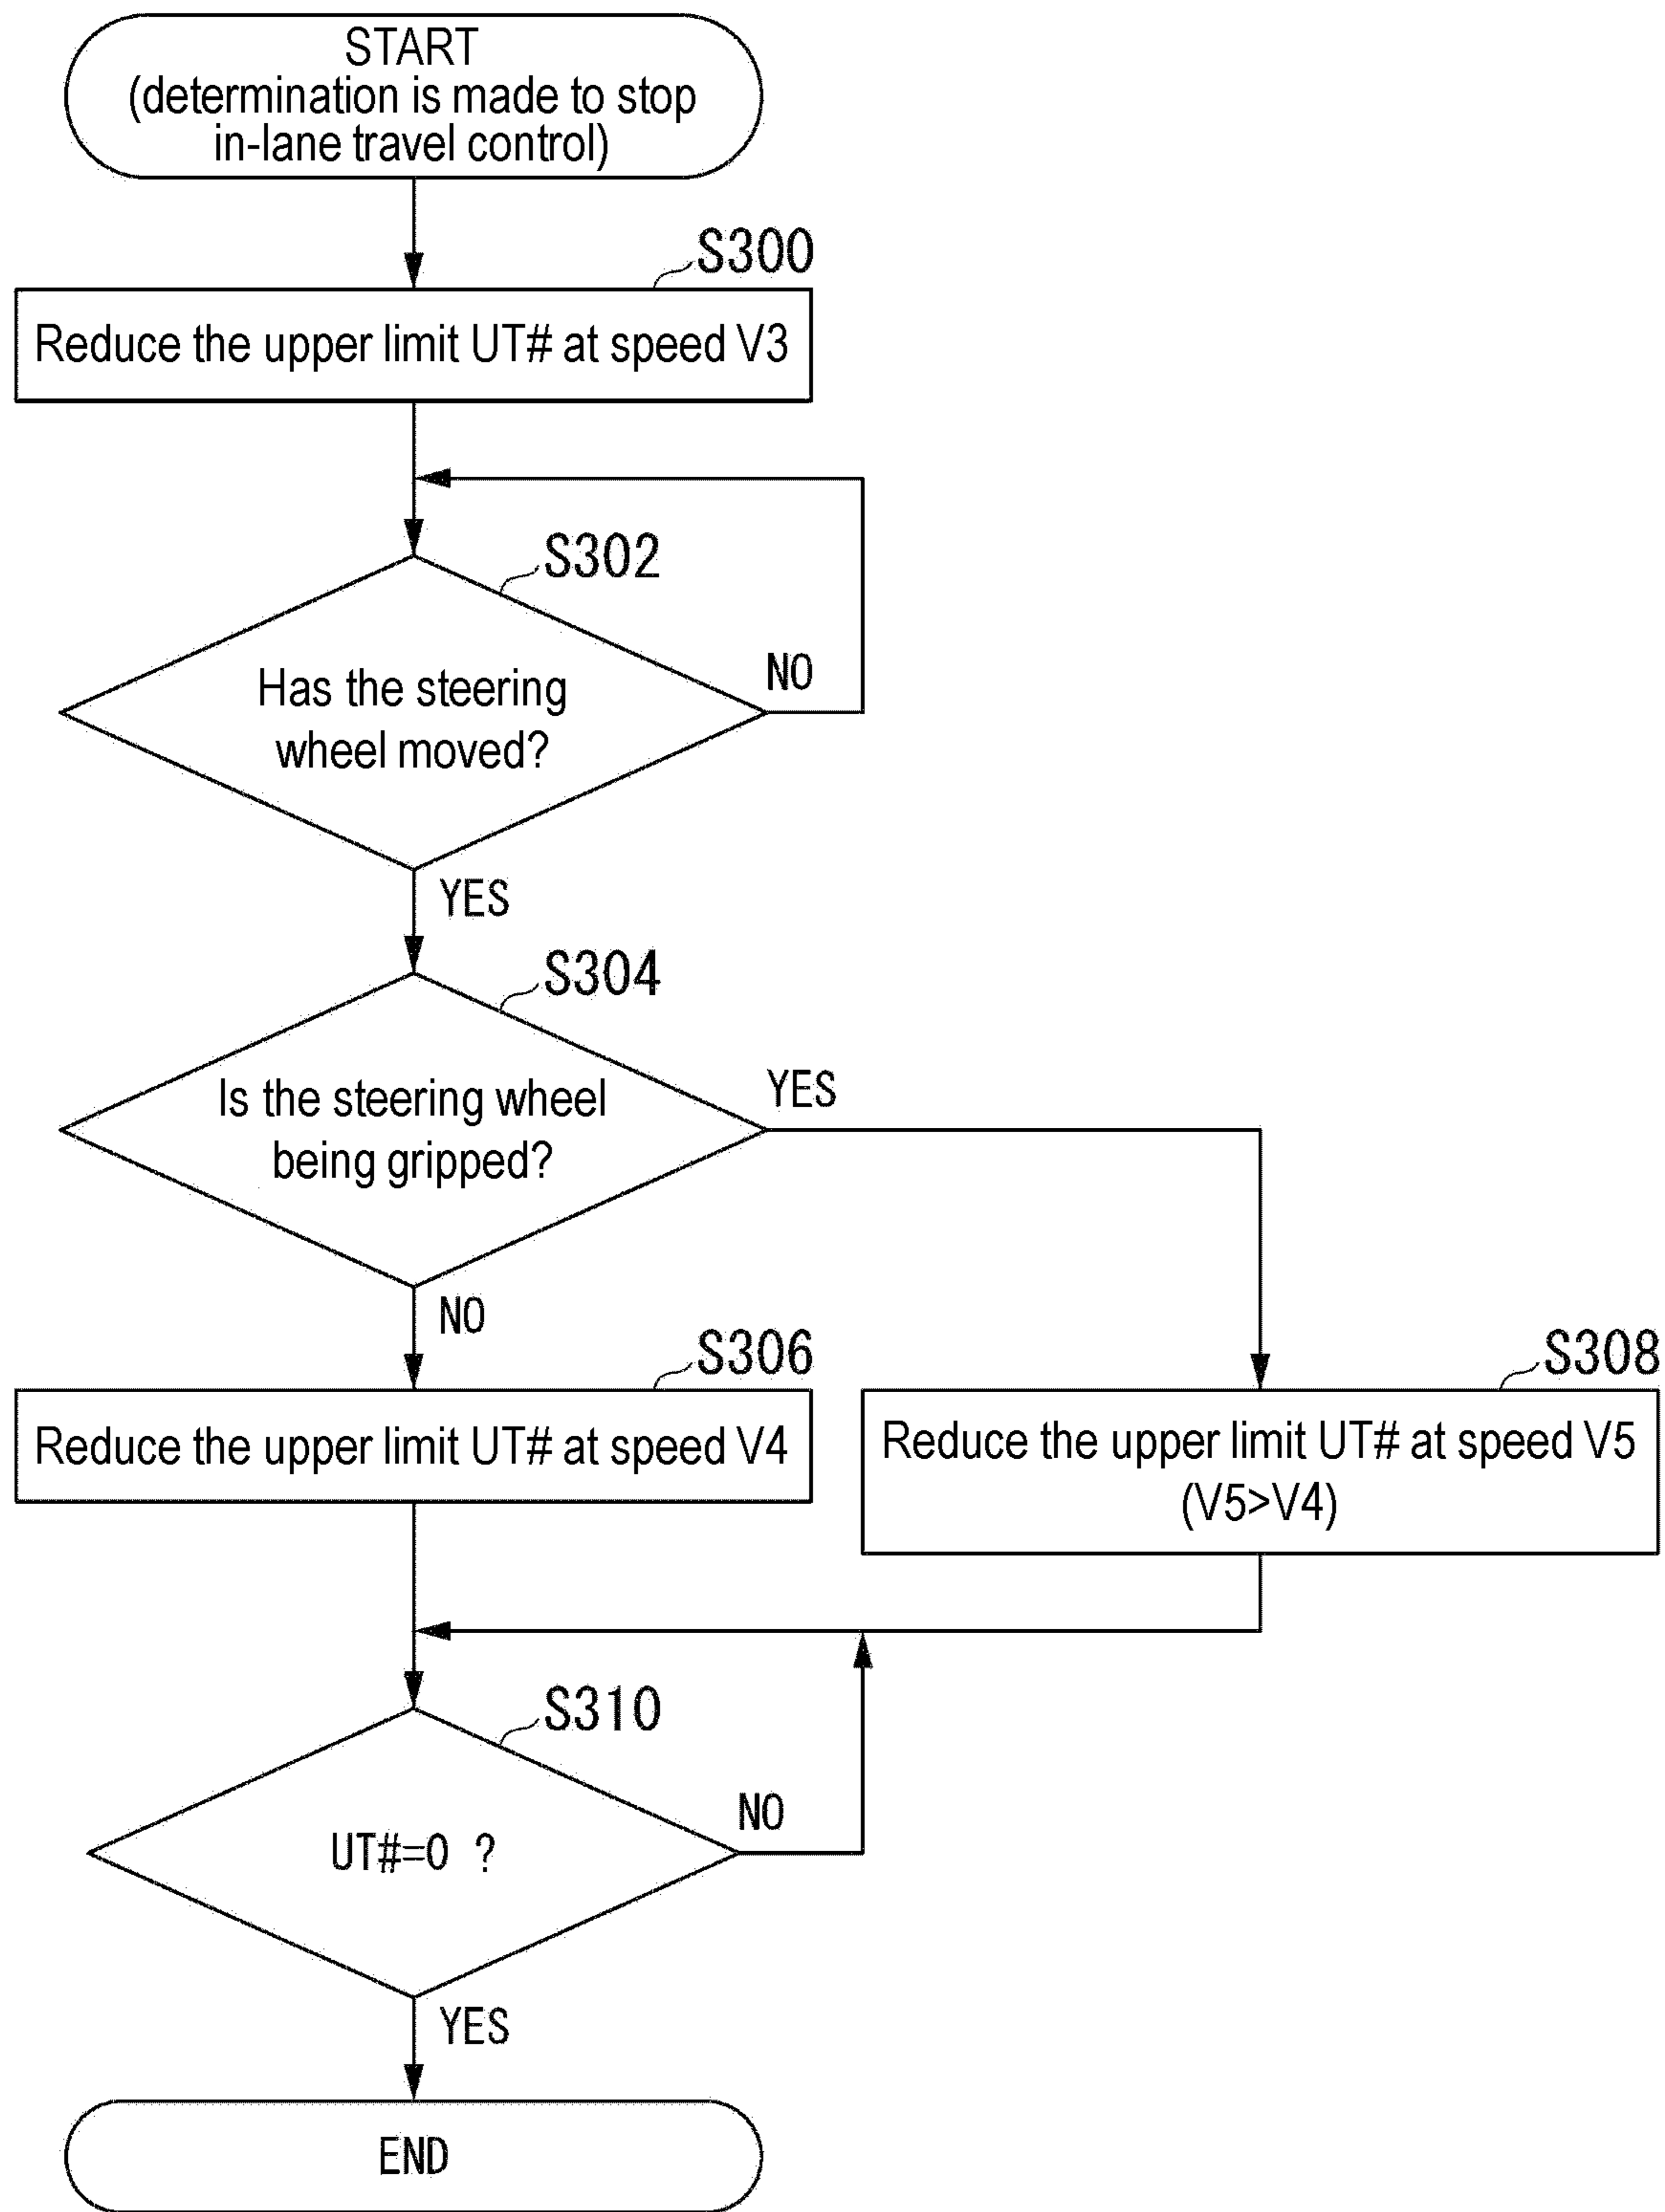 START
(determination is made to stop
in-lane travel control)
S300
Reduce the upper limit UT# at speed V3
S302
Has the steering
wheel moved?
NO
YES
S304
Is the steering wheel
being gripped?
YES
NO
S306
Reduce the upper limit UT# at speed V4
S308
Reduce the upper limit UT# at speed V5
(V5>V4)
S310
UT#=0 ?
NO
YES
END